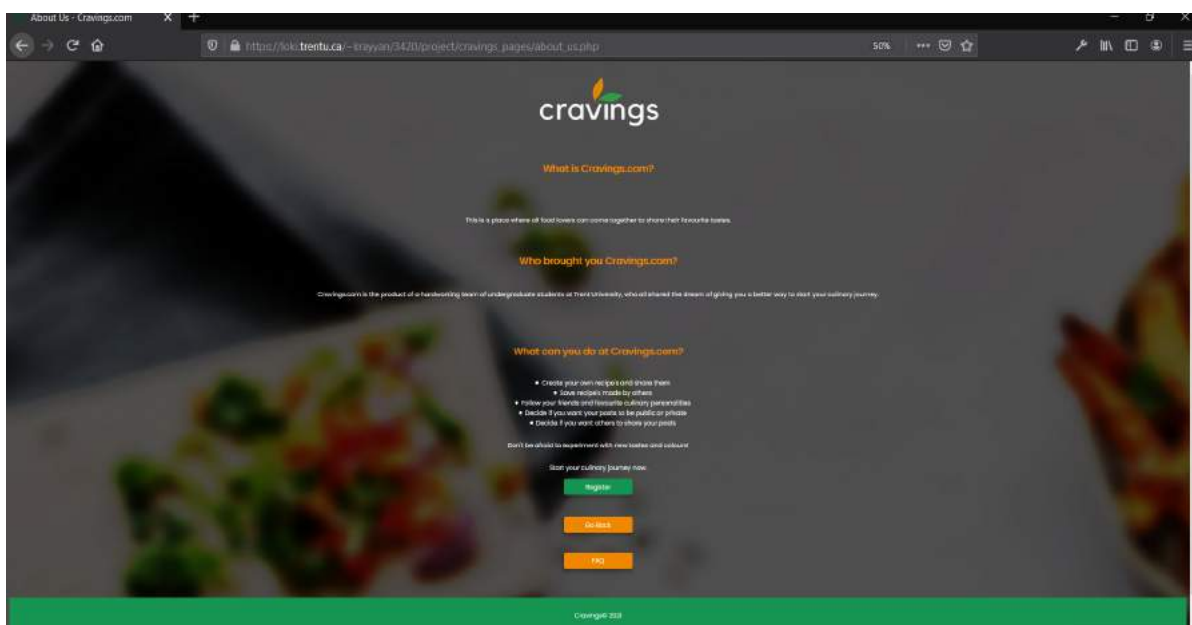 About Us - Cravings.com
https://loki.trentu.ca/~erayyan/3420/project/cravings_pages/about_us.php
50%
cravings
What is Cravings.com?
This is a place where all food lovers can come together to share their favourite tastes.
Who brought you Cravings.com?
Cravings.com is the product of a hardworking team of undergraduate students at Trent University, who all shared the dream of giving you a better way to start your culinary journey.
What can you do at Cravings.com?
• Create your own recipe's and share them
• Save recipe's made by others
• Follow your friends and favourite culinary personalities
• Decide if you want your posts to be public or private
• Decide if you want others to share your posts
Don't be afraid to experiment with new tastes and colours!
Start your culinary journey now.
Register
Go Back
FAQ
Cravings© 2021